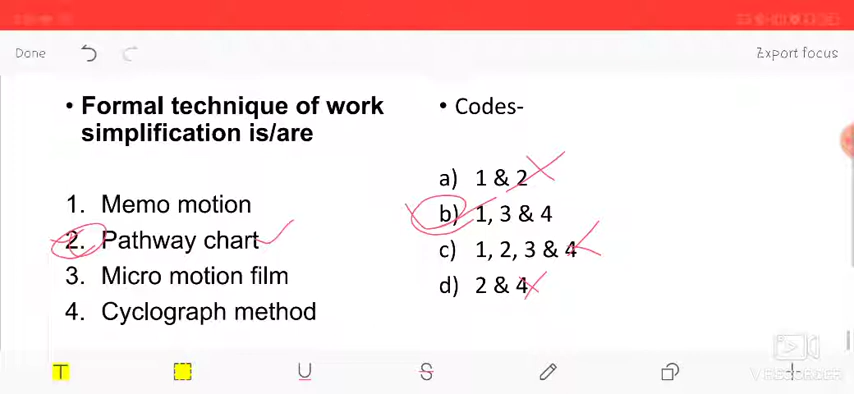 Done
Export focus
• Formal technique of work
simplification is/are
1. Memo motion
2. Pathway chart
3. Micro motion film
4. Cyclograph method
• Codes-
a) 1 & 2
b) 1, 3 & 4
c) 1, 2, 3 & 4
d) 2 & 4
T
U
S